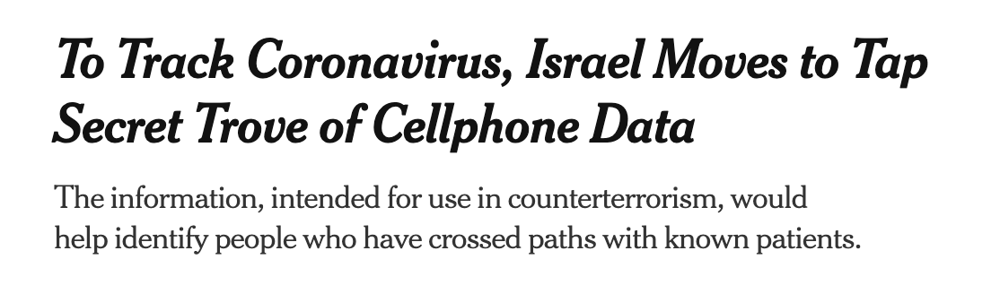 To Track Coronavirus, Israel Moves to Tap
Secret Trove of Cellphone Data
The information, intended for use in counterterrorism, would
help identify people who have crossed paths with known patients.